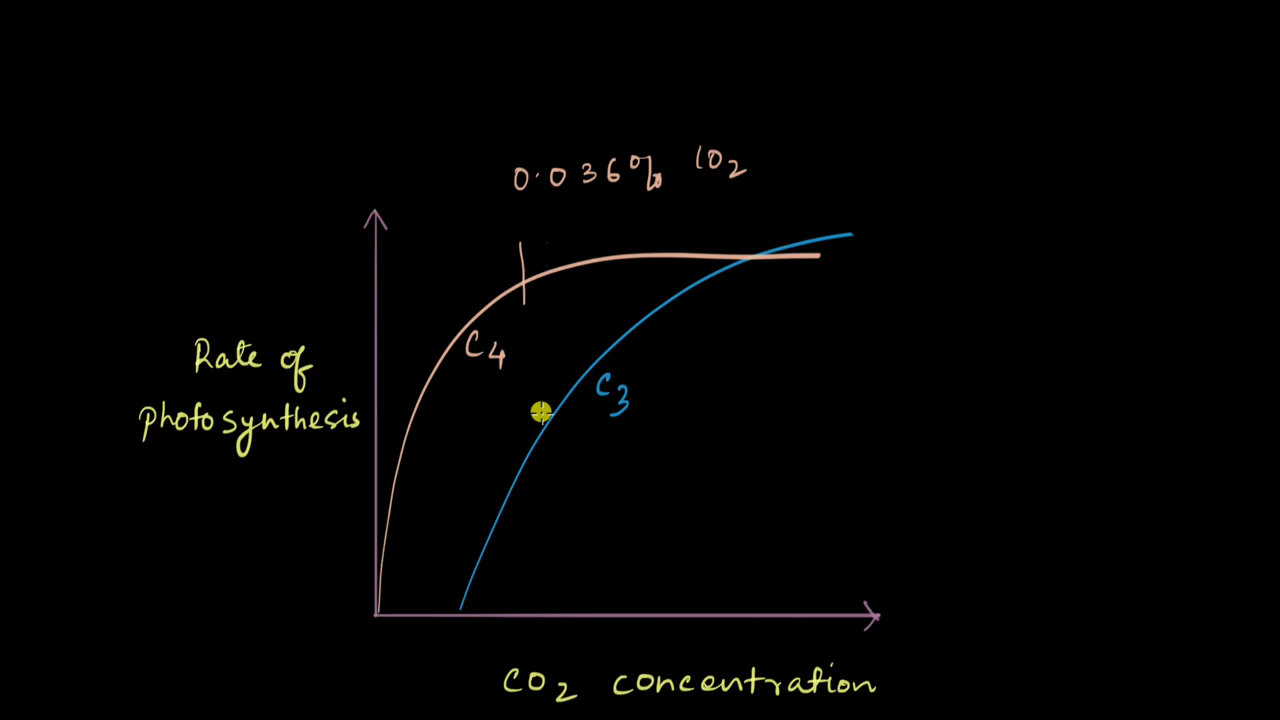 0.036% CO2
C4
Rate of
photosynthesis
C3
CO2 concentration